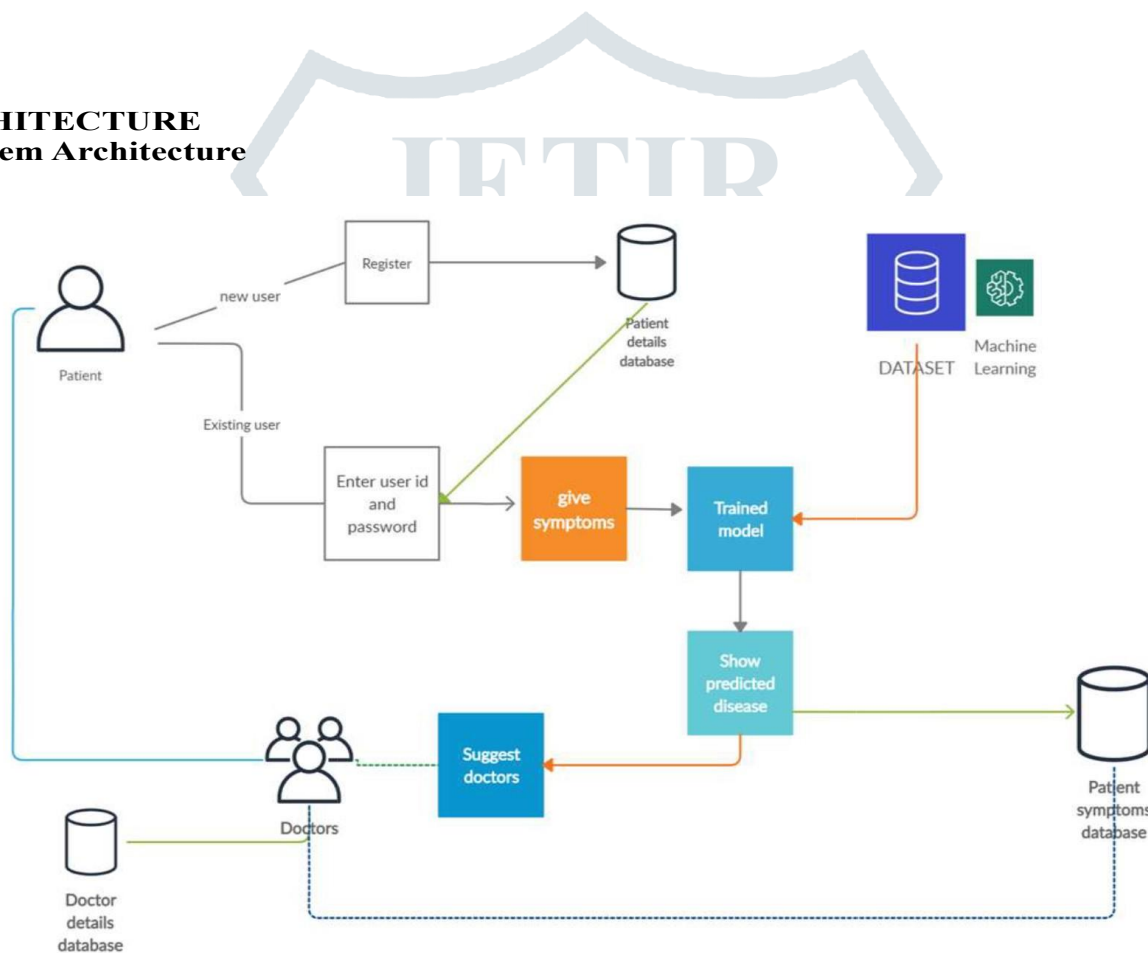 HITECTURE
em Architecture
JETIR
Register
new user
Patient
details
database
Patient
DATASET
Machine
Learning
Existing user
Enter user id
and
password
give
symptoms
Trained
model
Show
predicted
disease
Suggest
doctors
Doctors
Patient
symptoms
database
Doctor
details
database